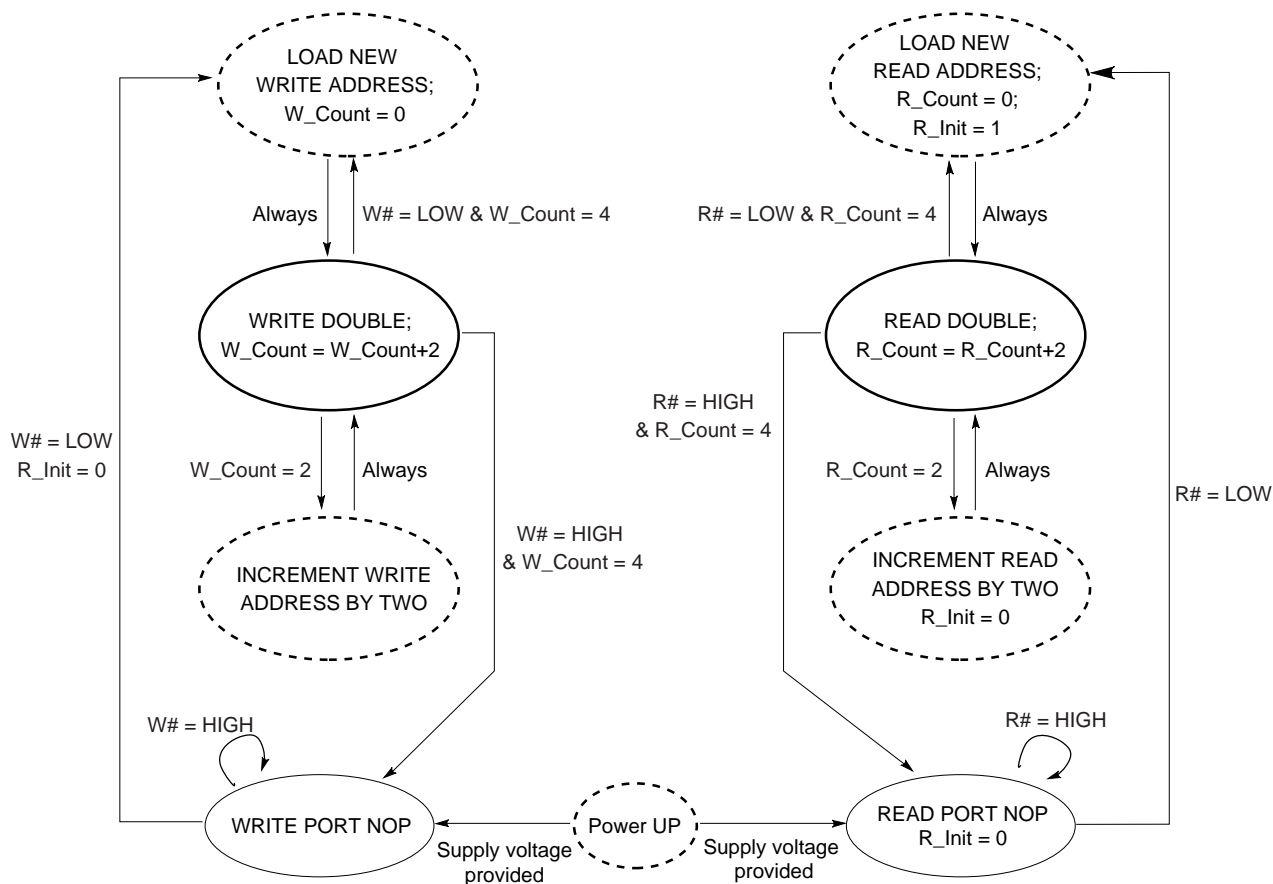 LOAD NEW
WRITE ADDRESS;
W_Count = 0
LOAD NEW
READ ADDRESS;
R_Count = 0;
R_Init = 1
Always
W# = LOW & W_Count = 4
R# = LOW & R_Count = 4
Always
WRITE DOUBLE;
W_Count = W_Count+2
READ DOUBLE;
R_Count = R_Count+2
W# = LOW
R_Init = 0
W_Count = 2
Always
W# = HIGH
& W_Count = 4
R# = HIGH
& R_Count = 4
R_Count = 2
Always
R# = LOW
INCREMENT WRITE
ADDRESS BY TWO
INCREMENT READ
ADDRESS BY TWO
R_Init = 0
W# = HIGH
R# = HIGH
WRITE PORT NOP
Power UP
READ PORT NOP
R_Init = 0
Supply voltage
provided
Supply voltage
provided